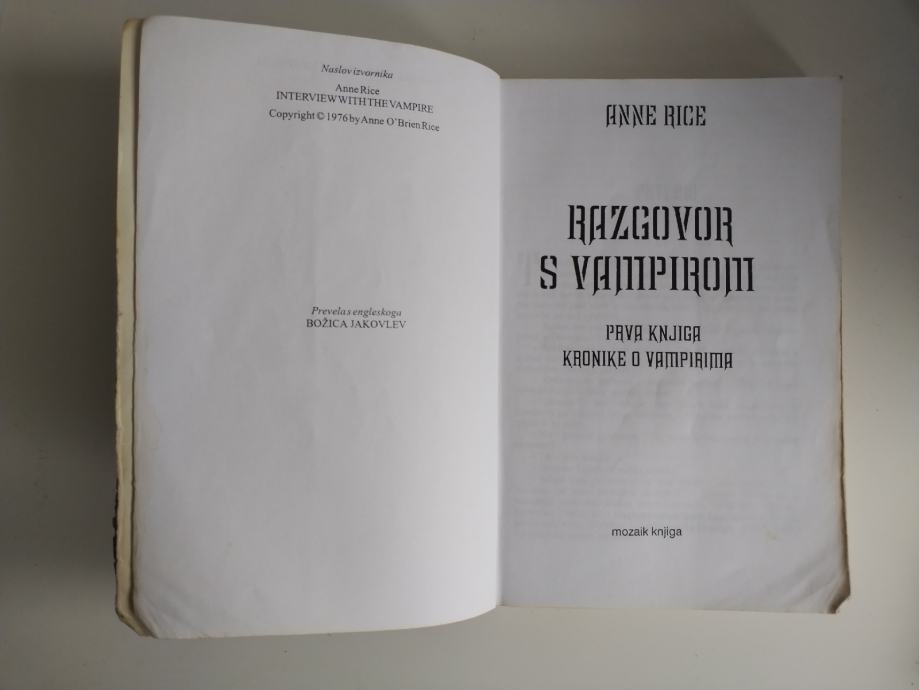 Naslov izvornika
Anne Rice
INTERVIEW WITH THE VAMPIRE
Copyright © 1976 by Anne O'Brien Rice
Prevela s engleskoga
BOŽICA JAKOVLEV
ANNE RICE
RAZGOVOR
S VAMPIROM
PRVA KNJIGA
KRONIKE O VAMPIRIMA
mozaik knjiga